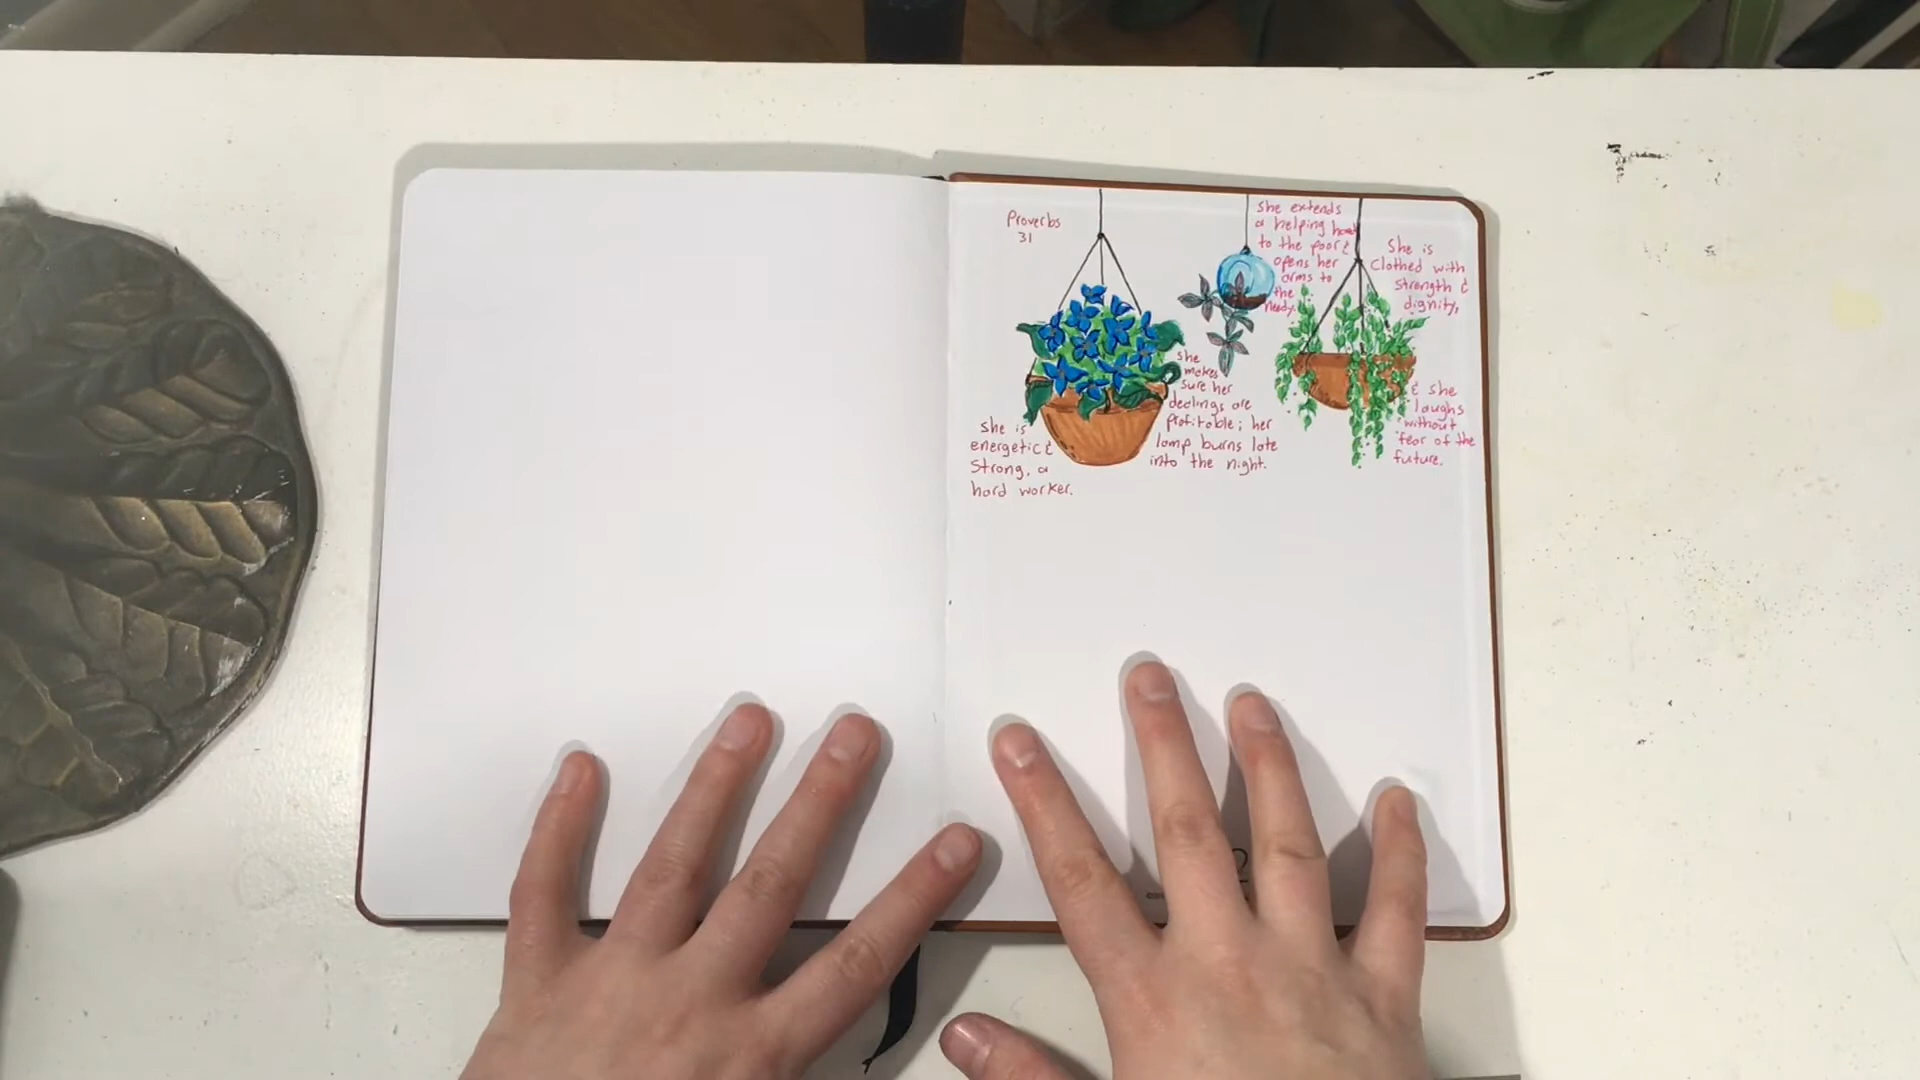 Proverbs
31
She is
energetic &
Strong, a
hard worker.
She
makes
sure her
dealings are
profitable; her
lamp burns late
into the night.
She extends
a helping hand
to the poor &
opens her
arms to
the
needy.
She is
Clothed with
Strength &
dignity,
& she
laughs
without
fear of the
future.
2